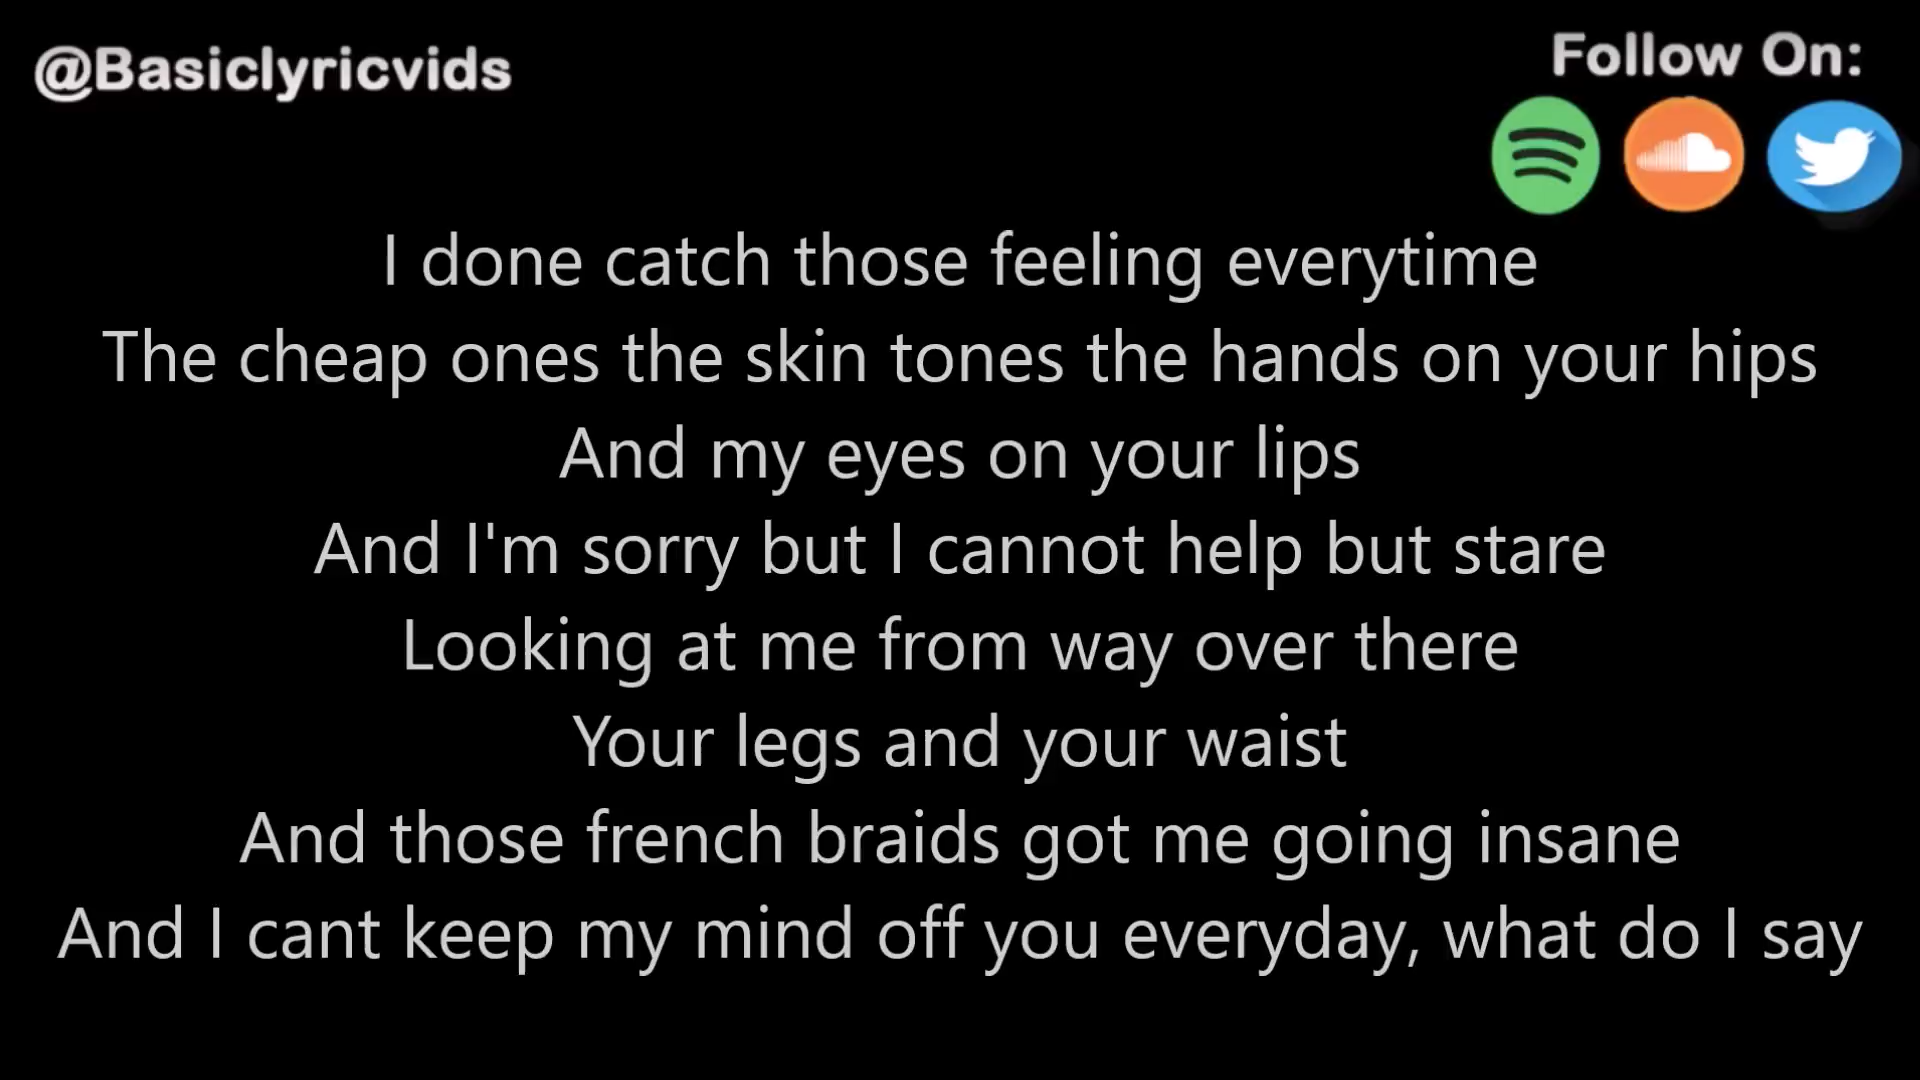 @Basiclyricvids
Follow On:
I done catch those feeling everytime
The cheap ones the skin tones the hands on your hips
And my eyes on your lips
And I'm sorry but I cannot help but stare
Looking at me from way over there
Your legs and your waist
And those french braids got me going insane
And I cant keep my mind off you everyday, what do I say